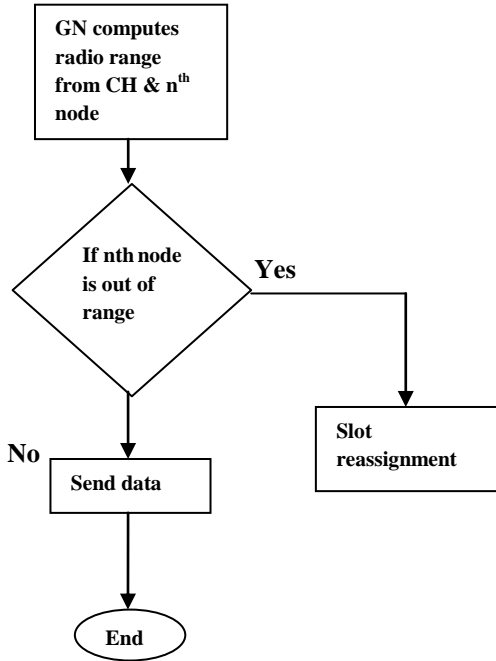 GN computes
radio range
from CH & nth
node
If nth node
is out of
range
Yes
Slot
reassignment
No
Send data
End